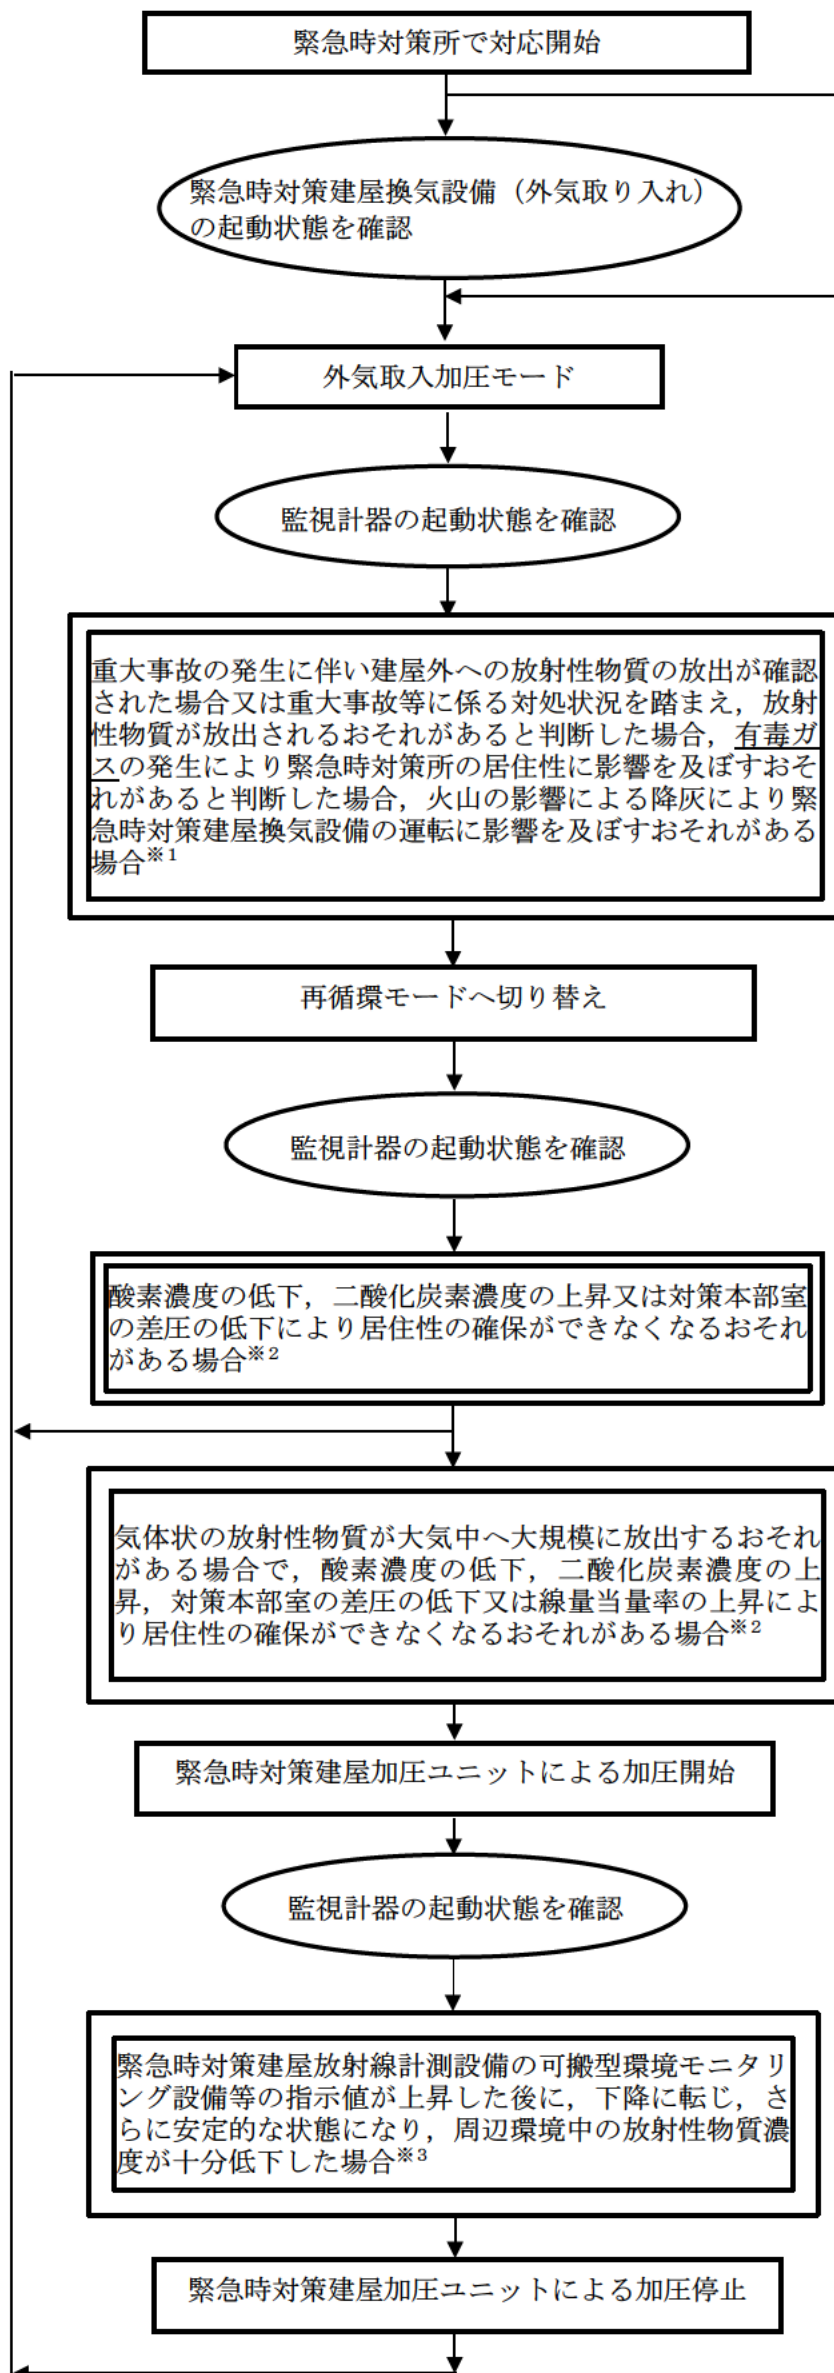 緊急時対策所で対応開始
緊急時対策建屋換気設備（外気取り入れ）
の起動状態を確認
外気取入加圧モード
監視計器の起動状態を確認
重大事故の発生に伴い建屋外への放射性物質の放出が確認
された場合又は重大事故等に係る対処状況を踏まえ，放射
性物質が放出されるおそれがあると判断した場合，有毒ガ
スの発生により緊急時対策所の居住性に影響を及ぼすおそ
れがあると判断した場合，火山の影響による降灰により緊
急時対策建屋換気設備の運転に影響を及ぼすおそれがある
場合※1
再循環モードへ切り替え
監視計器の起動状態を確認
酸素濃度の低下，二酸化炭素濃度の上昇又は対策本部室
の差圧の低下により居住性の確保ができなくなるおそれ
がある場合※2
気体状の放射性物質が大気中へ大規模に放出するおそれ
がある場合で，酸素濃度の低下，二酸化炭素濃度の上
昇，対策本部室の差圧の低下又は線量当量率の上昇によ
り居住性の確保ができなくなるおそれがある場合※2
緊急時対策建屋加圧ユニットによる加圧開始
監視計器の起動状態を確認
緊急時対策建屋放射線計測設備の可搬型環境モニタリ
ング設備等の指示値が上昇した後に，下降に転じ，さ
らに安定的な状態になり，周辺環境中の放射性物質濃
度が十分低下した場合※3
緊急時対策建屋加圧ユニットによる加圧停止